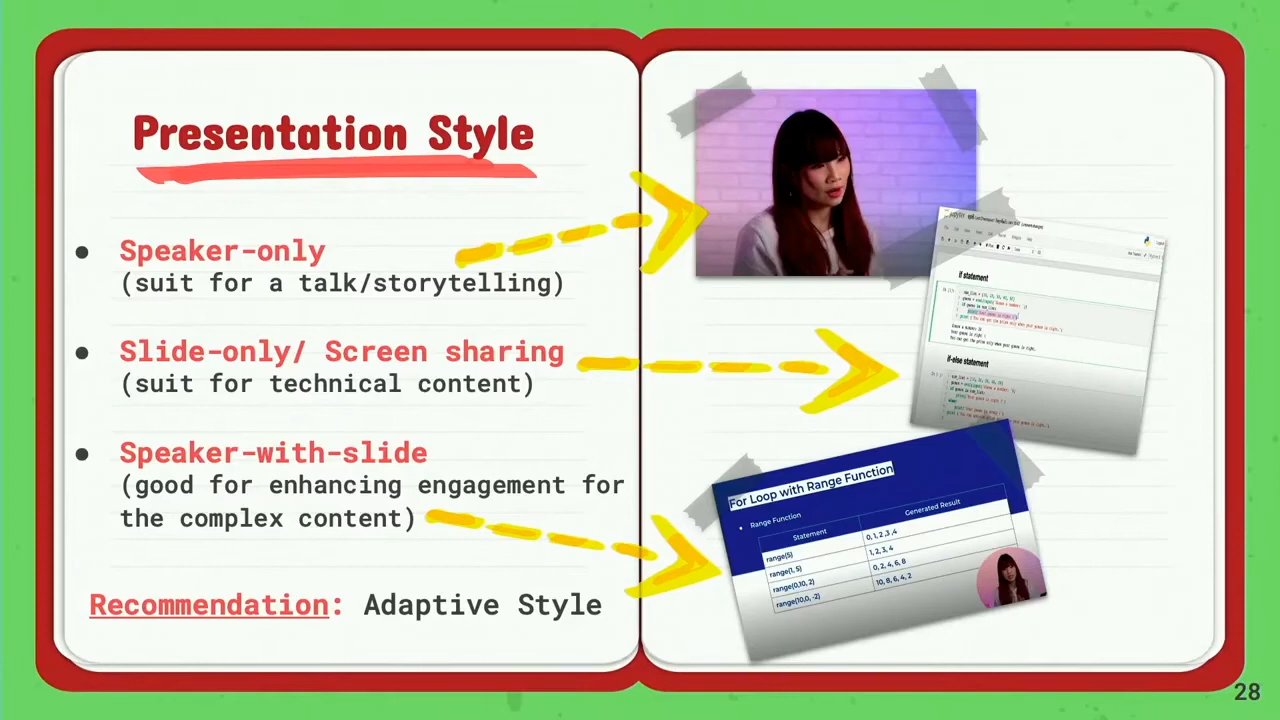 Presentation Style
● Speaker-only
(suit for a talk/storytelling)
● Slide-only/ Screen sharing
(suit for technical content)
● Speaker-with-slide
(good for enhancing engagement for
the complex content)
Recommendation: Adaptive Style
if statement
if-else statement
For Loop with Range Function
• Range Function
Statement Generated Result
range(5) 0, 1, 2 ,3 ,4
range(1, 5) 1, 2, 3, 4
range(0,10, 2) 0, 2, 4, 6, 8
range(10,0, -2) 10, 8, 6, 4, 2
28